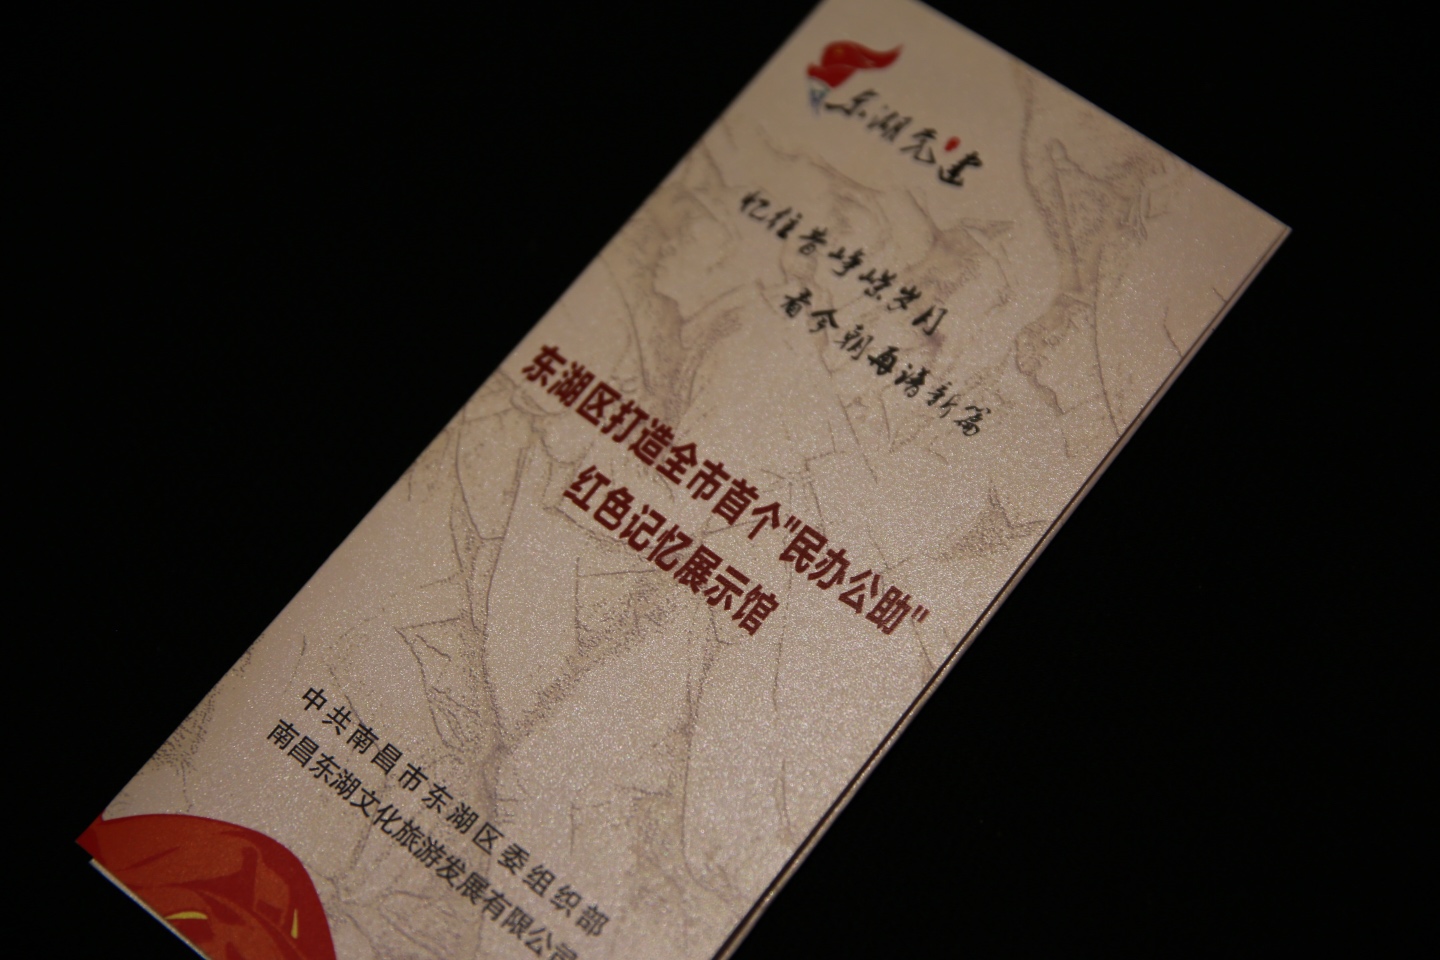 东湖党建
忆往昔峥嵘岁月
看今朝再谱新篇
东湖区打造全市首个"民办公助"
红色记忆展示馆
中共南昌市东湖区委组织部
南昌东湖文化旅游发展有限公司